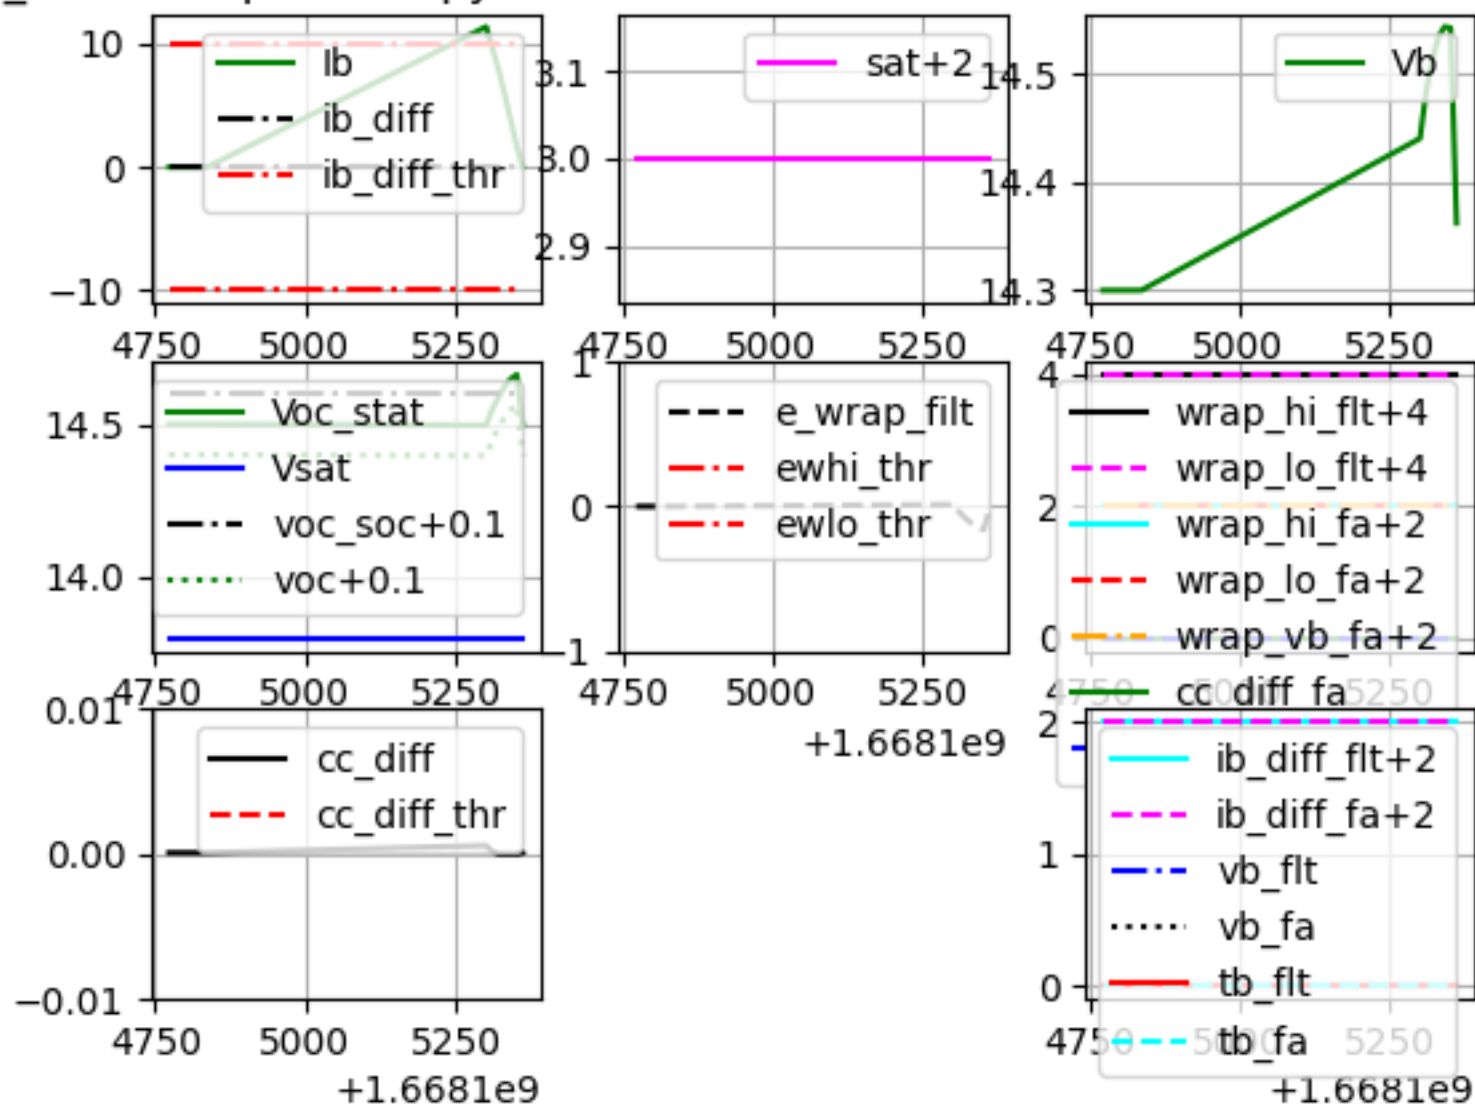 10
0
−10
4750 5000 5250
Ib
ib_diff
ib_diff_thr
3.1
3.0
2.9
4750 5000 5250
sat+2
14.5
14.4
14.3
4750 5000 5250
Vb
14.5
14.0
4750 5000 5250
Voc_stat
Vsat
voc_soc+0.1
voc+0.1
1
0
−1
4750 5000 5250
+1.6681e9
e_wrap_filt
ewhi_thr
ewlo_thr
4
2
0
4750 5000 5250
wrap_hi_flt+4
wrap_lo_flt+4
wrap_hi_fa+2
wrap_lo_fa+2
wrap_vb_fa+2
cc_diff_fa
0.01
0.00
−0.01
4750 5000 5250
+1.6681e9
cc_diff
cc_diff_thr
2
1
0
4750 5000 5250
+1.6681e9
ib_diff_flt+2
ib_diff_fa+2
vb_flt
vb_fa
tb_flt
tb_fa